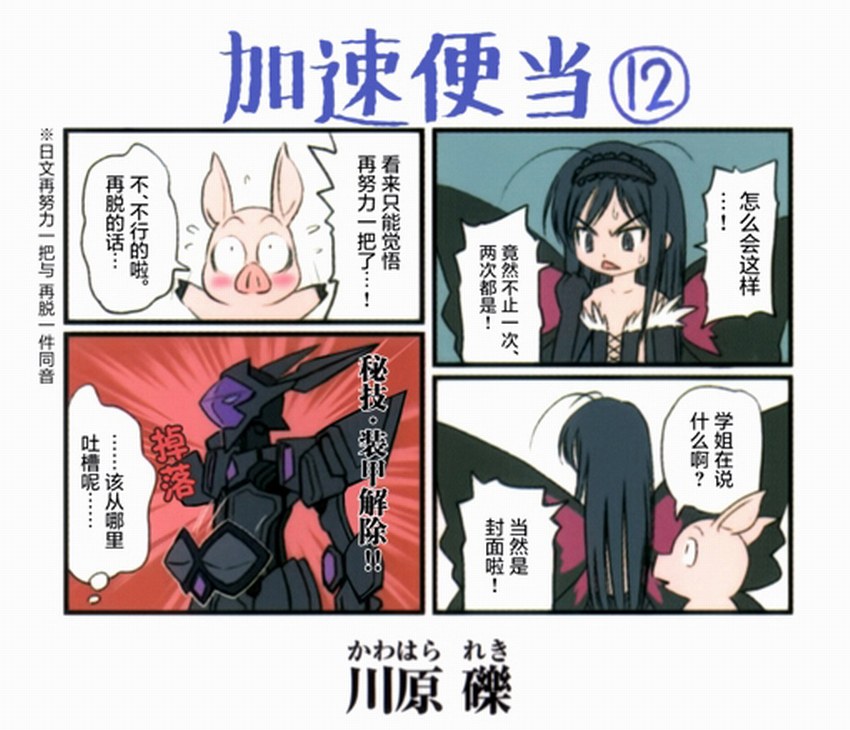 加速便当⑫
怎么会这样
…！
竟然不止一次、
两次都是！
学姐在说
什么啊？
当然是
封面啦！
看来只能觉悟
再努力一把了…！
不、不行的啦。
再脱的话…
※日文再努力一把与 再脱一件同音
秘技·装甲解除!!
掉落
……该从哪里
吐槽呢……
かわはら れき
川原 礫